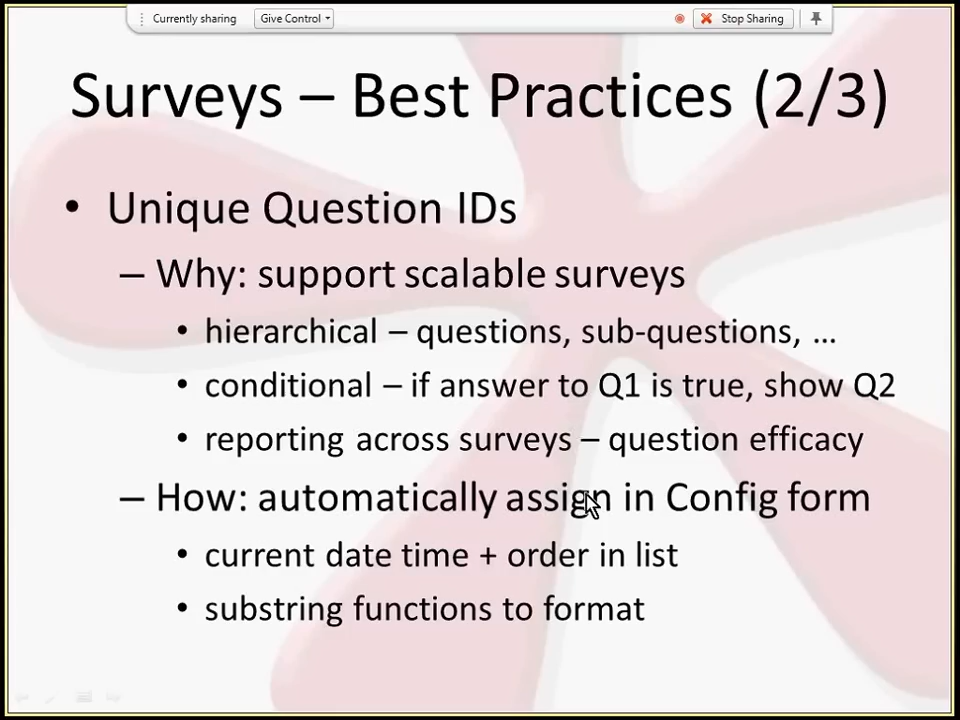 Currently sharing Give Control Stop Sharing
Surveys – Best Practices (2/3)
• Unique Question IDs
– Why: support scalable surveys
• hierarchical – questions, sub-questions, ...
• conditional – if answer to Q1 is true, show Q2
• reporting across surveys – question efficacy
– How: automatically assign in Config form
• current date time + order in list
• substring functions to format